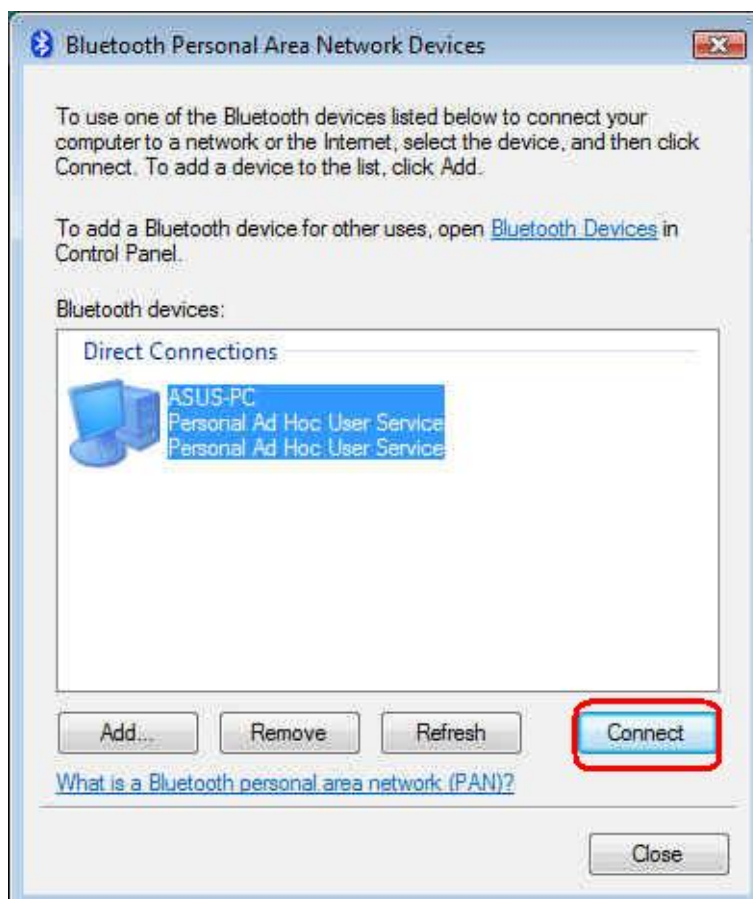 Bluetooth Personal Area Network Devices
To use one of the Bluetooth devices listed below to connect your
computer to a network or the Internet, select the device, and then click
Connect. To add a device to the list, click Add.
To add a Bluetooth device for other uses, open Bluetooth Devices in
Control Panel.
Bluetooth devices:
Direct Connections
ASUS-PC
Personal Ad Hoc User Service
Personal Ad Hoc User Service
Add... Remove Refresh Connect
What is a Bluetooth personal area network (PAN)?
Close